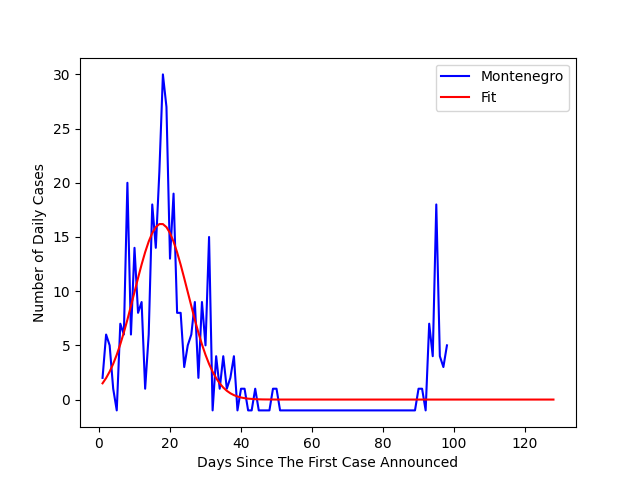 Montenegro
Fit
30
25
20
15
10
5
0
Number of Daily Cases
0 20 40 60 80 100 120
Days Since The First Case Announced